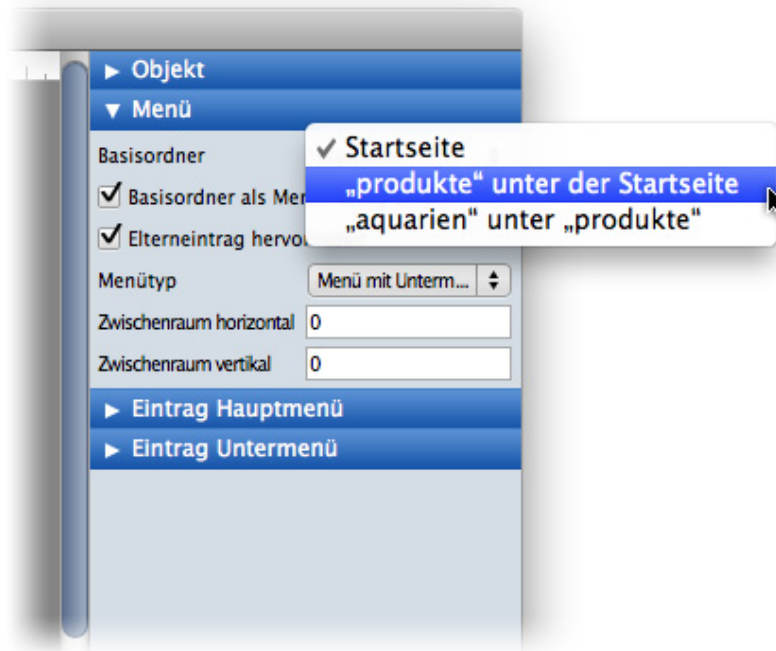 ▶ Objekt
▼ Menü
Basisordner
✓ Startseite
„produkte“ unter der Startseite
„aquarien“ unter „produkte“
Basisordner als Me
Elterneintrag hervo
Menütyp Menü mit Unterm...
Zwischenraum horizontal 0
Zwischenraum vertikal 0
▶ Eintrag Hauptmenü
▶ Eintrag Untermenü